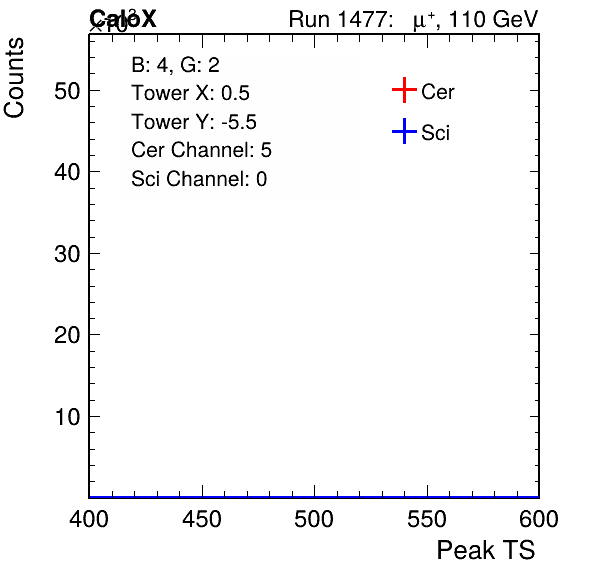 CaloX
×10³
Run 1477: μ⁺, 110 GeV
Counts
B: 4, G: 2
Tower X: 0.5
Tower Y: -5.5
Cer Channel: 5
Sci Channel: 0
Cer
Sci
50
40
30
20
10
400 450 500 550 600
Peak TS